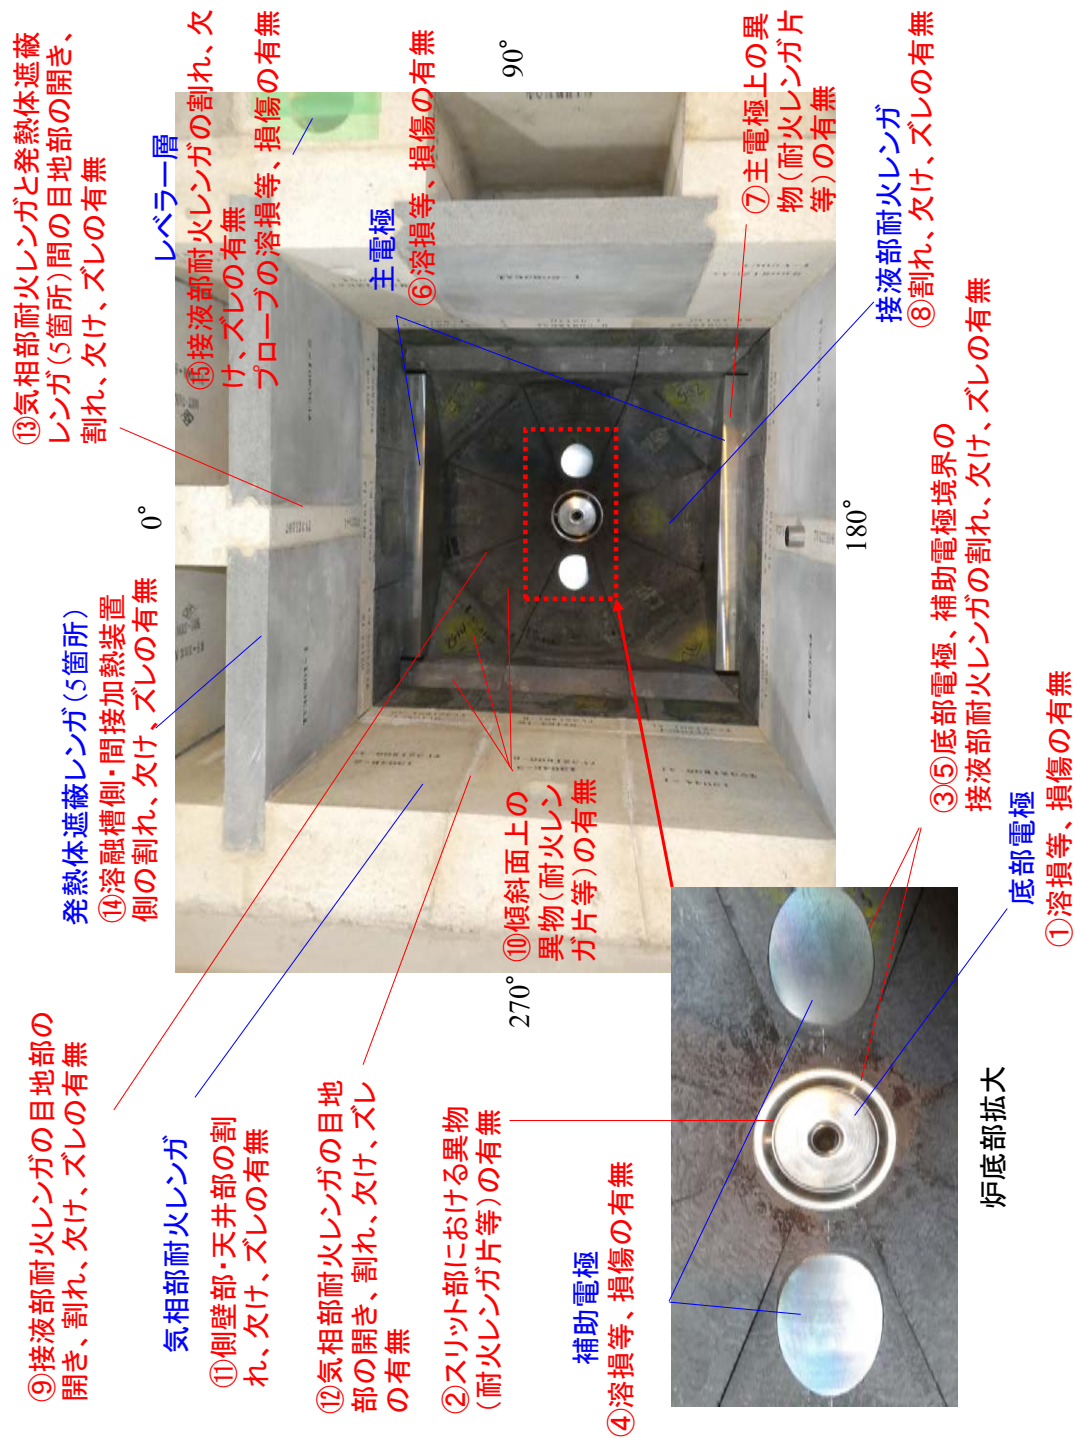 ⑨接液部耐火レンガの目地部の
開き、割れ、欠け、ズレの有無
気相部耐火レンガ
⑪側壁部・天井部の割
れ、欠け、ズレの有無
⑫気相部耐火レンガの目地
部の開き、割れ、欠け、ズレ
の有無
②スリット部における異物
(耐火レンガ片等)の有無
補助電極
④溶損等、損傷の有無
発熱体遮蔽レンガ(5箇所)
⑭溶融槽側・間接加熱装置
側の割れ、欠け、ズレの有無
⑬気相部耐火レンガと発熱体遮蔽
レンガ(5箇所)間の目地部の開き、
割れ、欠け、ズレの有無
レベラー層
⑮接液部耐火レンガの割れ、欠
け、ズレの有無
プローブの溶損等、損傷の有無
主電極
⑥溶損等、損傷の有無
0°
90°
180°
270°
⑩傾斜面上の
異物(耐火レン
ガ片等)の有無
⑦主電極上の異
物(耐火レンガ片
等)の有無
接液部耐火レンガ
⑧割れ、欠け、ズレの有無
③⑤底部電極、補助電極境界の
接液部耐火レンガの割れ、欠け、ズレの有無
底部電極
①溶損等、損傷の有無
炉底部拡大